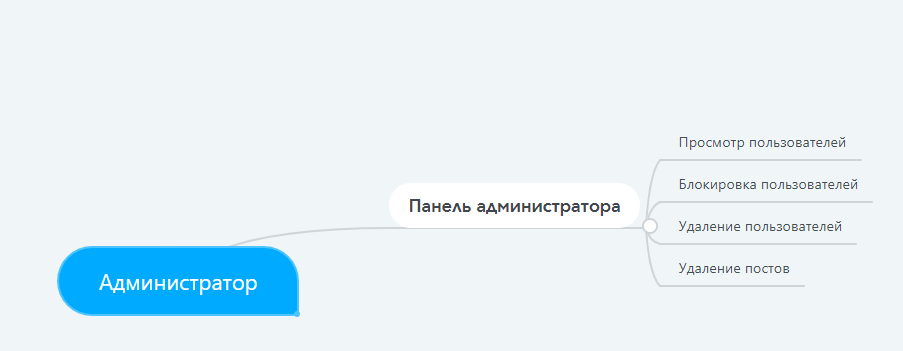 Просмотр пользователей
Блокировка пользователей
Панель администратора
Удаление пользователей
Удаление постов
Администратор